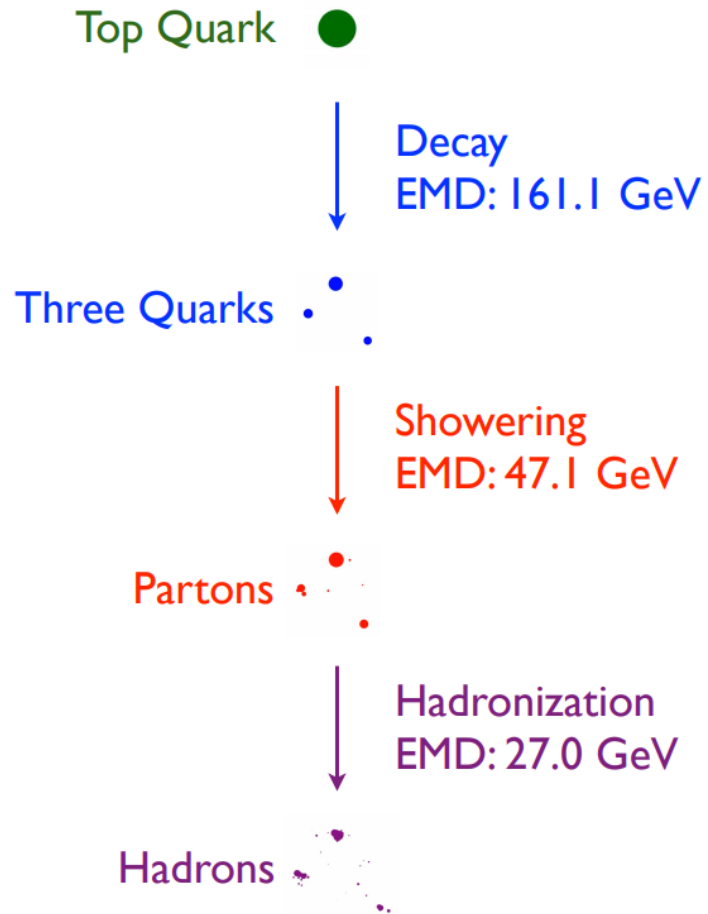 Top Quark
Decay
EMD: 161.1 GeV
Three Quarks
Showering
EMD: 47.1 GeV
Partons
Hadronization
EMD: 27.0 GeV
Hadrons